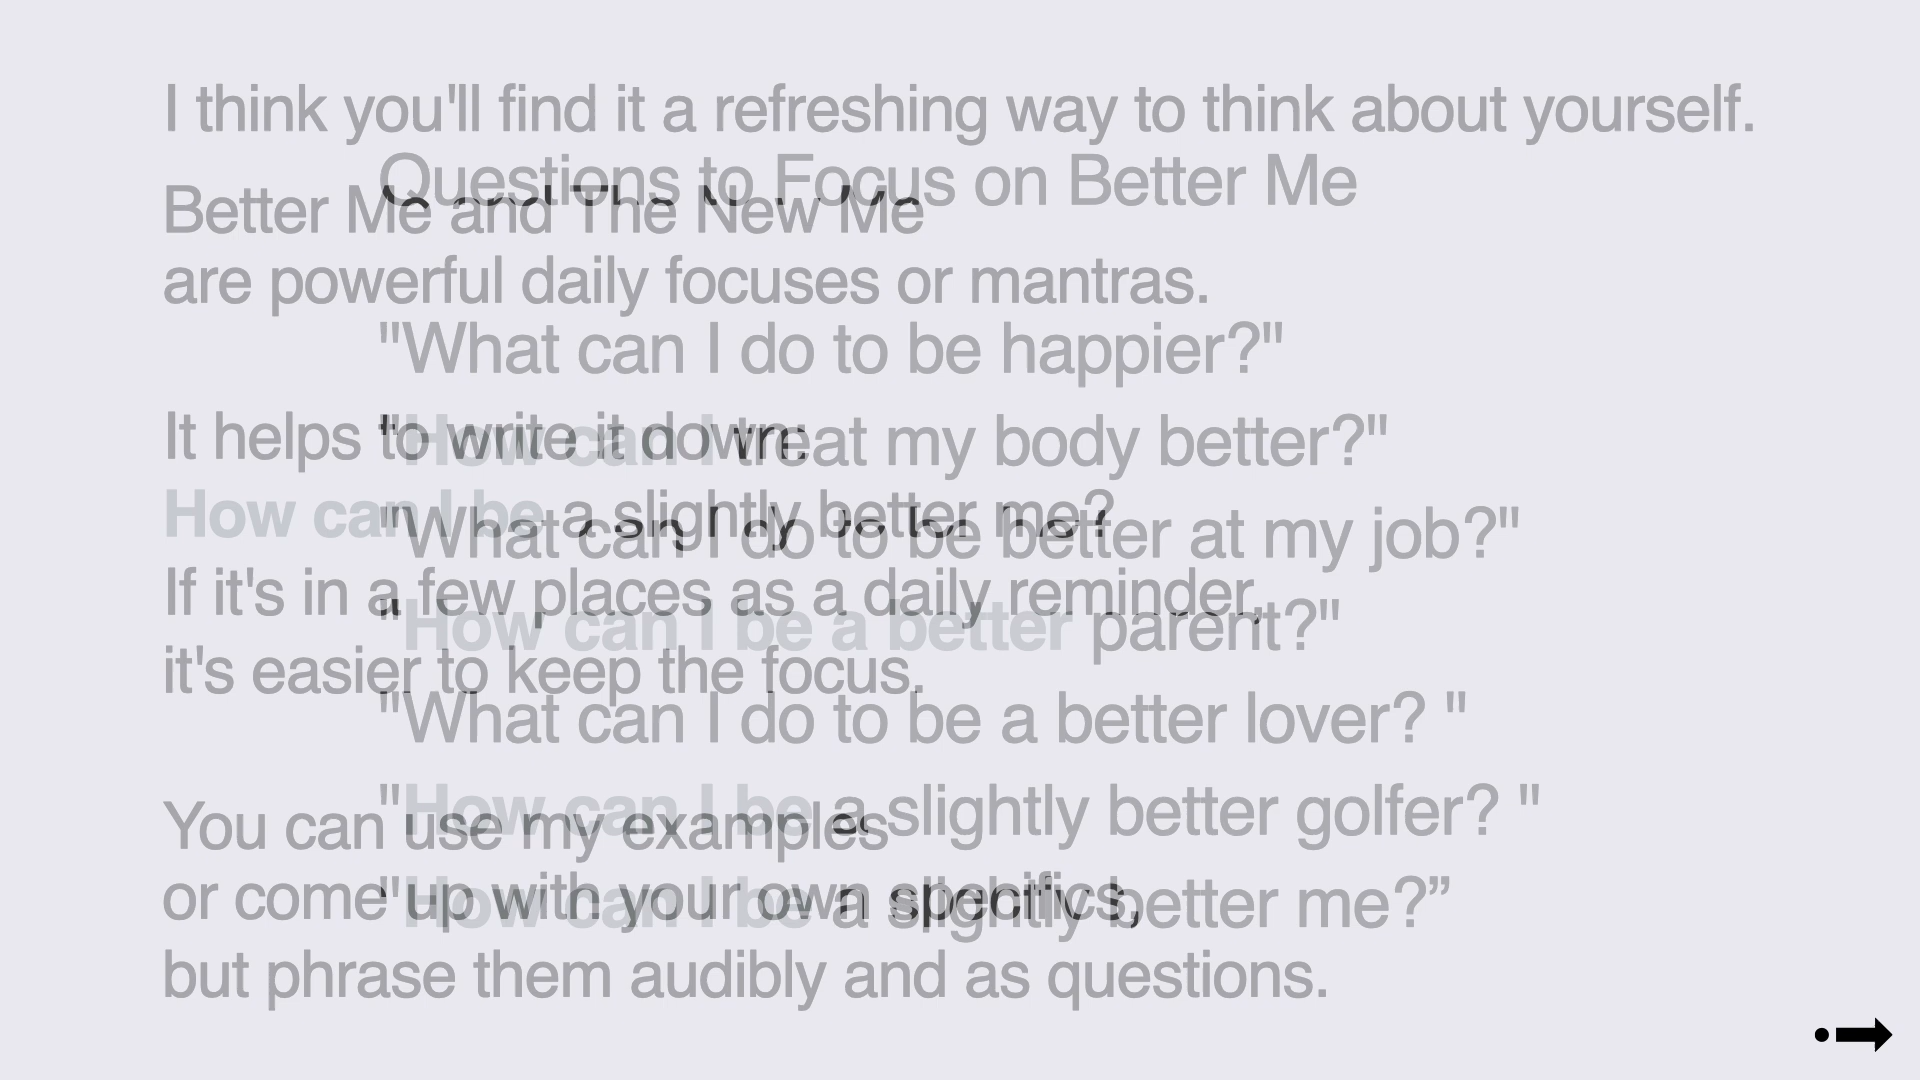 I think you'll find it a refreshing way to think about yourself.
Better Me and The New Me
are powerful daily focuses or mantras.
It helps to write it down:
How can I be a slightly better me?
If it's in a few places as a daily reminder,
it's easier to keep the focus.
You can use my examples
or come up with your own specifics,
but phrase them audibly and as questions.
Questions to Focus on Better Me
"What can I do to be happier?"
"How can I treat my body better?"
"What can I do to be better at my job?"
"How can I be a better parent?"
"What can I do to be a better lover? "
"How can I be a slightly better golfer? "
"How can I be a slightly better me?”